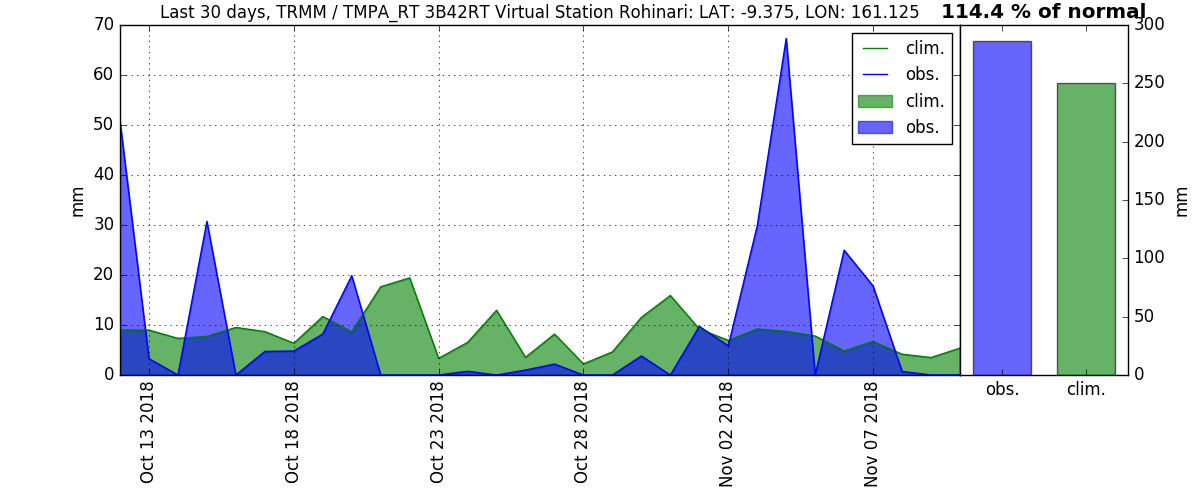 Last 30 days, TRMM / TMPA_RT 3B42RT Virtual Station Rohinari: LAT: -9.375, LON: 161.125
114.4 % of normal
70
60
50
40
30
20
10
0
mm
clim.
obs.
clim.
obs.
Oct 13 2018
Oct 18 2018
Oct 23 2018
Oct 28 2018
Nov 02 2018
Nov 07 2018
300
250
200
150
100
50
0
mm
obs.
clim.